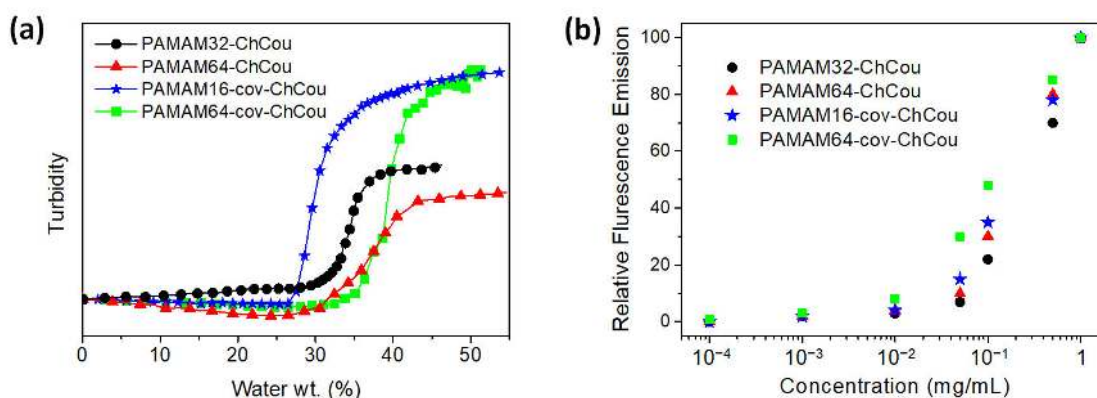 (a)
PAMAM32-ChCou
PAMAM64-ChCou
PAMAM16-cov-ChCou
PAMAM64-cov-ChCou
Turbidity
0 10 20 30 40 50
Water wt. (%)
(b)
Relative Flurescence Emission
100
80
60
40
20
0
PAMAM32-ChCou
PAMAM64-ChCou
PAMAM16-cov-ChCou
PAMAM64-cov-ChCou
10⁻⁴ 10⁻³ 10⁻² 10⁻¹ 1
Concentration (mg/mL)